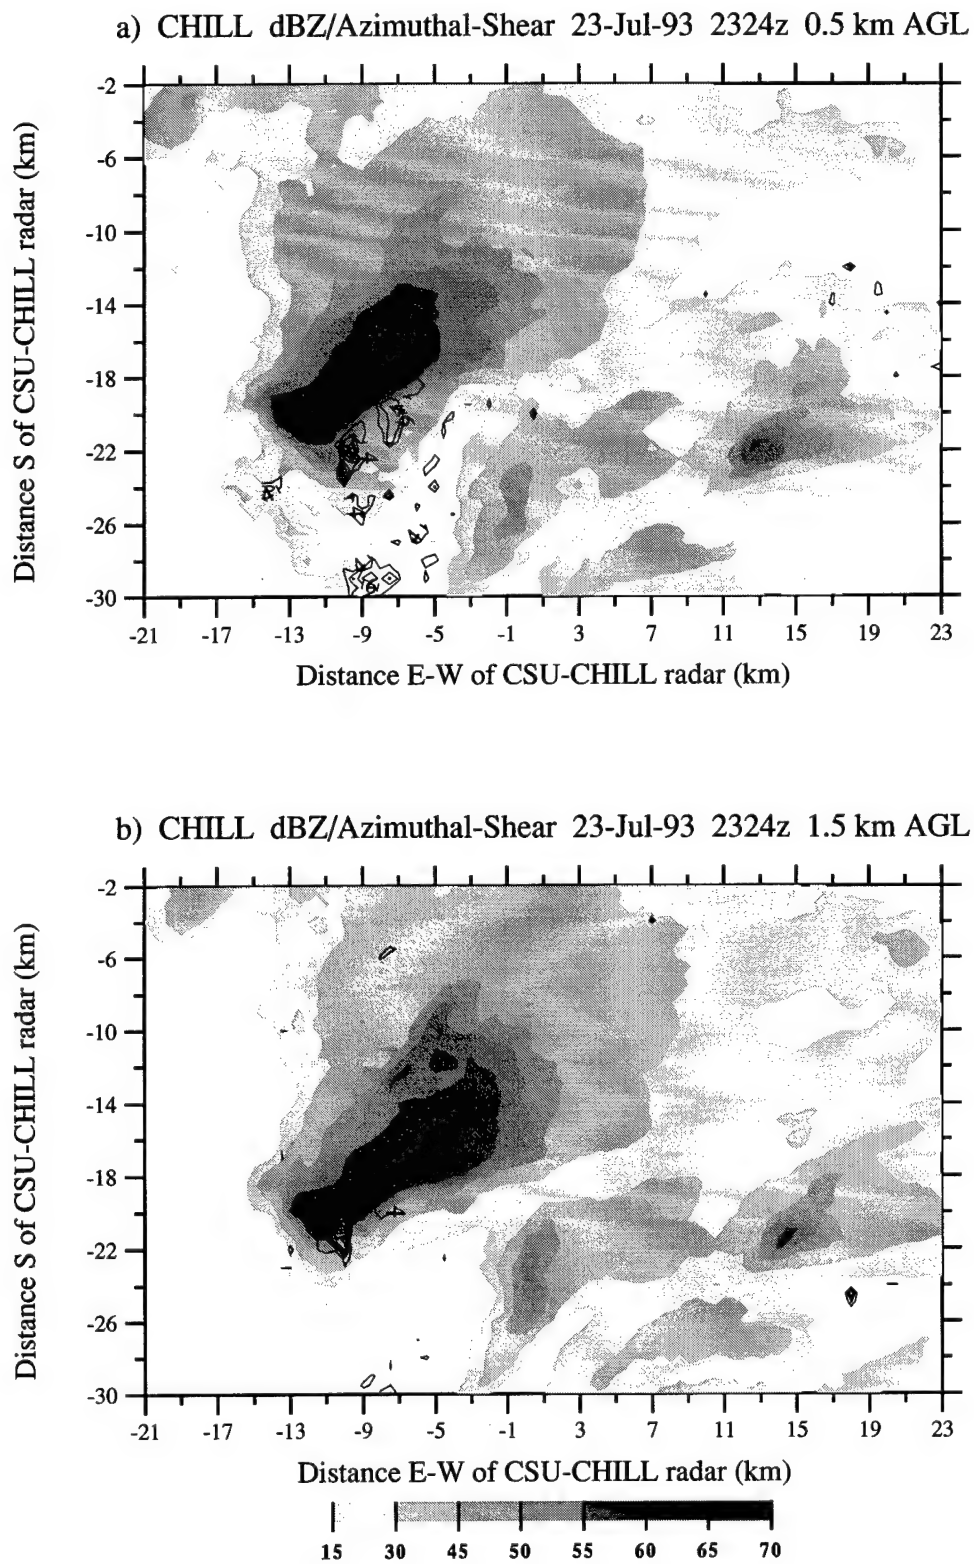 a) CHILL dBZ/Azimuthal-Shear 23-Jul-93 2324z 0.5 km AGL
Distance S of CSU-CHILL radar (km)
-2
-6
-10
-14
-18
-22
-26
-30
-21 -17 -13 -9 -5 -1 3 7 11 15 19 23
Distance E-W of CSU-CHILL radar (km)
b) CHILL dBZ/Azimuthal-Shear 23-Jul-93 2324z 1.5 km AGL
Distance S of CSU-CHILL radar (km)
-2
-6
-10
-14
-18
-22
-26
-30
-21 -17 -13 -9 -5 -1 3 7 11 15 19 23
Distance E-W of CSU-CHILL radar (km)
15 30 45 50 55 60 65 70